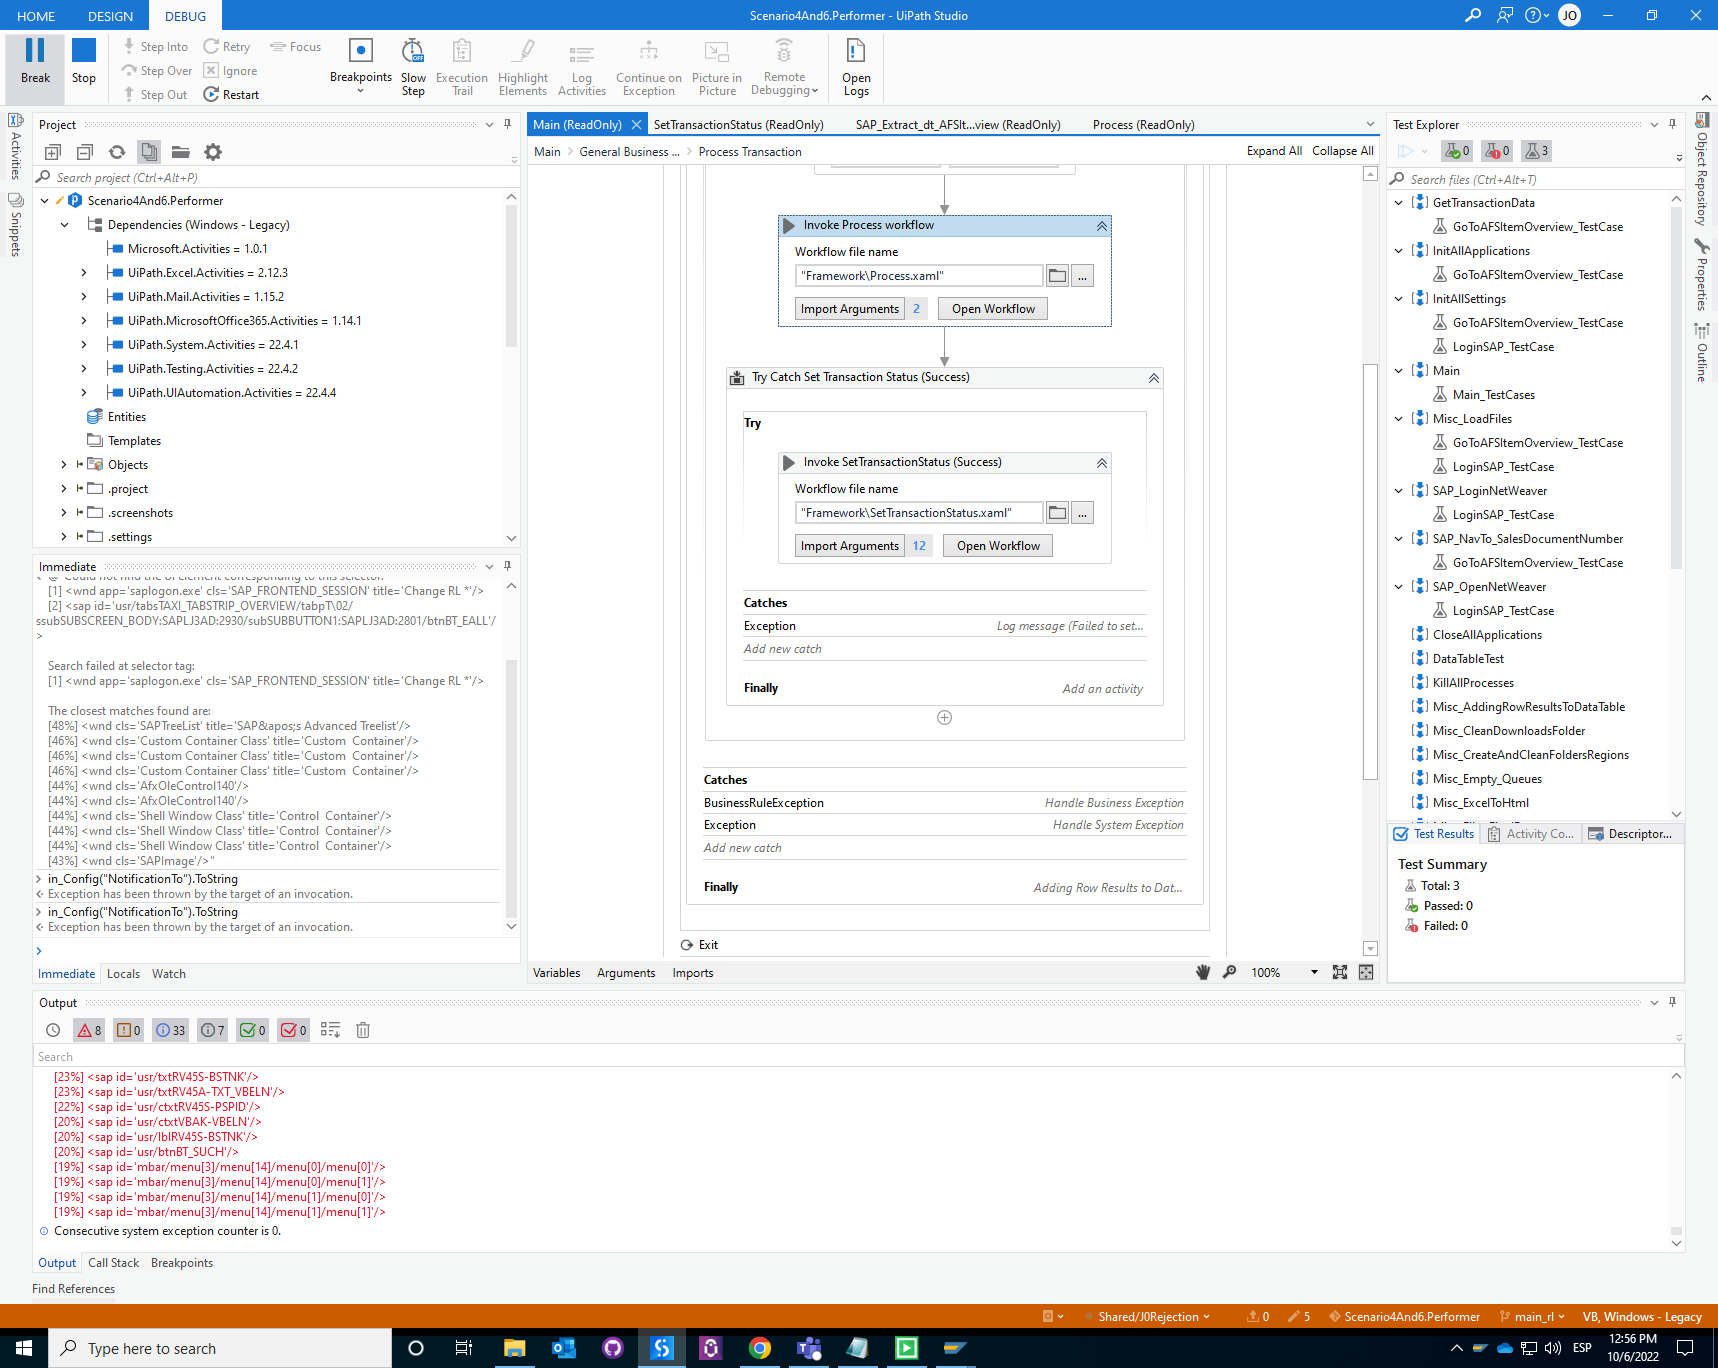 HOME
DESIGN
DEBUG
Scenario4And6.Performer - UiPath Studio
JO
Break
Stop
Step Into
Step Over
Step Out
Retry
Ignore
Restart
Focus
Breakpoints
Slow Step
Execution Trail
Highlight Elements
Log Activities
Continue on Exception
Picture in Picture
Remote Debugging
Open Logs
Activities
Snippets
Project
Search project (Ctrl+Alt+P)
Scenario4And6.Performer
Dependencies (Windows - Legacy)
Microsoft.Activities = 1.0.1
UiPath.Excel.Activities = 2.12.3
UiPath.Mail.Activities = 1.15.2
UiPath.MicrosoftOffice365.Activities = 1.14.1
UiPath.System.Activities = 22.4.1
UiPath.Testing.Activities = 22.4.2
UiPath.UIAutomation.Activities = 22.4.4
Entities
Templates
Objects
.project
.screenshots
.settings
Immediate
[1] <wnd app='saplogon.exe' cls='SAP_FRONTEND_SESSION' title='Change RL *'/>
[2] <sap id='usr/tabsTAXI_TABSTRIP_OVERVIEW/tabpT\02/
ssubSUBSCREEN_BODY:SAPLJ3AD:2930/subSUBBUTTON1:SAPLJ3AD:2801/btnBT_EALL'/
>
Search failed at selector tag:
[1] <wnd app='saplogon.exe' cls='SAP_FRONTEND_SESSION' title='Change RL *'/>
The closest matches found are:
[48%] <wnd cls='SAPTreeList' title='SAP&apos;s Advanced Treelist'/>
[46%] <wnd cls='Custom Container Class' title='Custom  Container'/>
[46%] <wnd cls='Custom Container Class' title='Custom  Container'/>
[46%] <wnd cls='Custom Container Class' title='Custom  Container'/>
[44%] <wnd cls='AfxOleControl140'/>
[44%] <wnd cls='AfxOleControl140'/>
[44%] <wnd cls='Shell Window Class' title='Control  Container'/>
[44%] <wnd cls='Shell Window Class' title='Control  Container'/>
[44%] <wnd cls='Shell Window Class' title='Control  Container'/>
[43%] <wnd cls='SAPImage'/>"
in_Config("NotificationTo").ToString
Exception has been thrown by the target of an invocation.
in_Config("NotificationTo").ToString
Exception has been thrown by the target of an invocation.
Immediate
Locals
Watch
Main (ReadOnly)
SetTransactionStatus (ReadOnly)
SAP_Extract_dt_AFSIt...view (ReadOnly)
Process (ReadOnly)
Main > General Business ... > Process Transaction
Expand All
Collapse All
Invoke Process workflow
Workflow file name
"Framework\Process.xaml"
...
Import Arguments 2
Open Workflow
Try Catch Set Transaction Status (Success)
Try
Invoke SetTransactionStatus (Success)
Workflow file name
"Framework\SetTransactionStatus.xaml"
...
Import Arguments 12
Open Workflow
Catches
Exception
Log message (Failed to set...
Add new catch
Finally
Add an activity
Catches
BusinessRuleException
Handle Business Exception
Exception
Handle System Exception
Add new catch
Finally
Adding Row Results to Dat...
Exit
Variables
Arguments
Imports
100%
Test Explorer
0
0
3
Search files (Ctrl+Alt+T)
GetTransactionData
GoToAFSItemOverview_TestCase
InitAllApplications
GoToAFSItemOverview_TestCase
InitAllSettings
GoToAFSItemOverview_TestCase
LoginSAP_TestCase
Main
Main_TestCases
Misc_LoadFiles
GoToAFSItemOverview_TestCase
LoginSAP_TestCase
SAP_LoginNetWeaver
LoginSAP_TestCase
SAP_NavTo_SalesDocumentNumber
GoToAFSItemOverview_TestCase
SAP_OpenNetWeaver
LoginSAP_TestCase
CloseAllApplications
DataTableTest
KillAllProcesses
Misc_AddingRowResultsToDataTable
Misc_CleanDownloadsFolder
Misc_CreateAndCleanFoldersRegions
Misc_Empty_Queues
Misc_ExcelToHtml
Test Results
Activity Co...
Descriptor...
Test Summary
Total: 3
Passed: 0
Failed: 0
Object Repository
Properties
Outline
Output
8
0
33
7
0
0
Search
[23%] <sap id='usr/txtRV45S-BSTNK'/>
[23%] <sap id='usr/txtRV45A-TXT_VBELN'/>
[22%] <sap id='usr/ctxtRV45S-PSPID'/>
[20%] <sap id='usr/ctxtVBAK-VBELN'/>
[20%] <sap id='usr/lblRV45S-BSTNK'/>
[20%] <sap id='usr/btnBT_SUCH'/>
[19%] <sap id='mbar/menu[3]/menu[14]/menu[0]/menu[0]'/>
[19%] <sap id='mbar/menu[3]/menu[14]/menu[0]/menu[1]'/>
[19%] <sap id='mbar/menu[3]/menu[14]/menu[1]/menu[0]'/>
[19%] <sap id='mbar/menu[3]/menu[14]/menu[1]/menu[1]'/>
Consecutive system exception counter is 0.
Output
Call Stack
Breakpoints
Find References
Shared/J0Rejection
0
5
Scenario4And6.Performer
main_rl
VB, Windows - Legacy
Type here to search
ESP
12:56 PM
10/6/2022